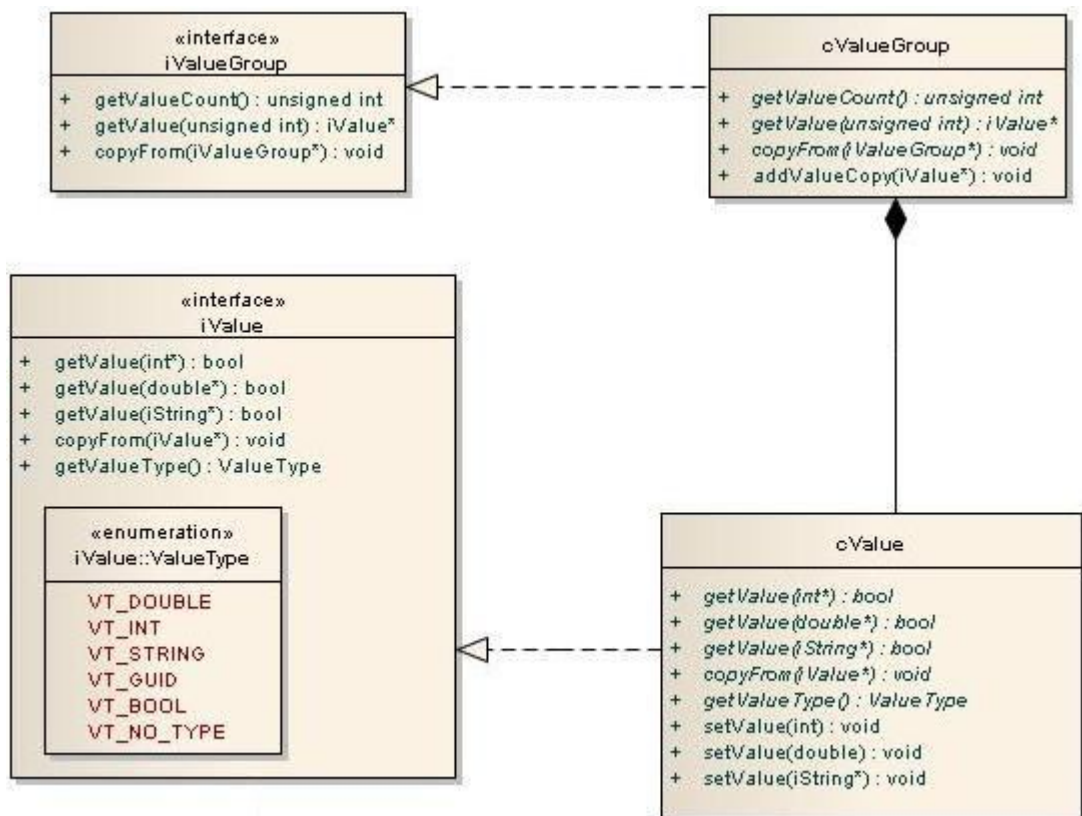 «interface»
iValueGroup
+ getValueCount() : unsigned int
+ getValue(unsigned int) : iValue*
+ copyFrom(iValueGroup*) : void
cValueGroup
+ getValueCount() : unsigned int
+ getValue(unsigned int) : iValue*
+ copyFrom(iValueGroup*) : void
+ addValueCopy(iValue*) : void
«interface»
iValue
+ getValue(int*) : bool
+ getValue(double*) : bool
+ getValue(iString*) : bool
+ copyFrom(iValue*) : void
+ getValueType() : ValueType
«enumeration»
iValue::ValueType
VT_DOUBLE
VT_INT
VT_STRING
VT_GUID
VT_BOOL
VT_NO_TYPE
cValue
+ getValue(int*) : bool
+ getValue(double*) : bool
+ getValue(iString*) : bool
+ copyFrom(iValue*) : void
+ getValueType() : ValueType
+ setValue(int) : void
+ setValue(double) : void
+ setValue(iString*) : void